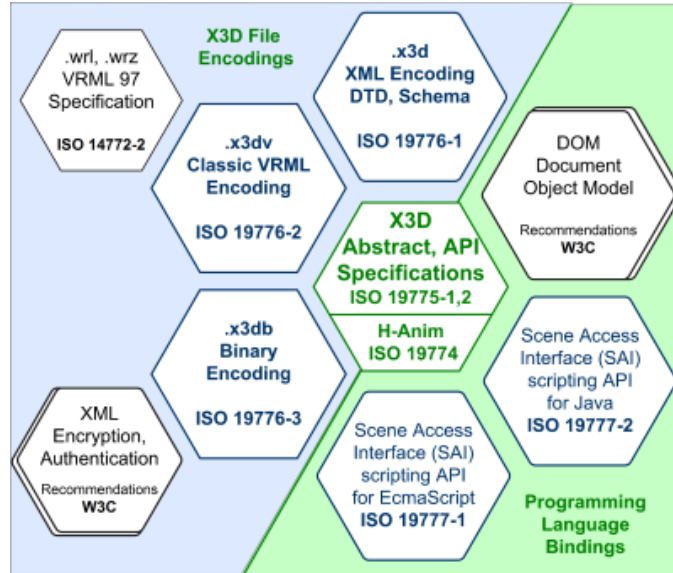 X3D File
Encodings
.wrl, .wrz
VRML 97
Specification
ISO 14772-2
.x3d
XML Encoding
DTD, Schema
ISO 19776-1
.x3dv
Classic VRML
Encoding
ISO 19776-2
DOM
Document
Object Model
Recommendations
W3C
X3D
Abstract, API
Specifications
ISO 19775-1,2
H-Anim
ISO 19774
.x3db
Binary
Encoding
ISO 19776-3
Scene Access
Interface (SAI)
scripting API
for Java
ISO 19777-2
XML
Encryption,
Authentication
Recommendations
W3C
Scene Access
Interface (SAI)
scripting API
for EcmaScript
ISO 19777-1
Programming
Language
Bindings